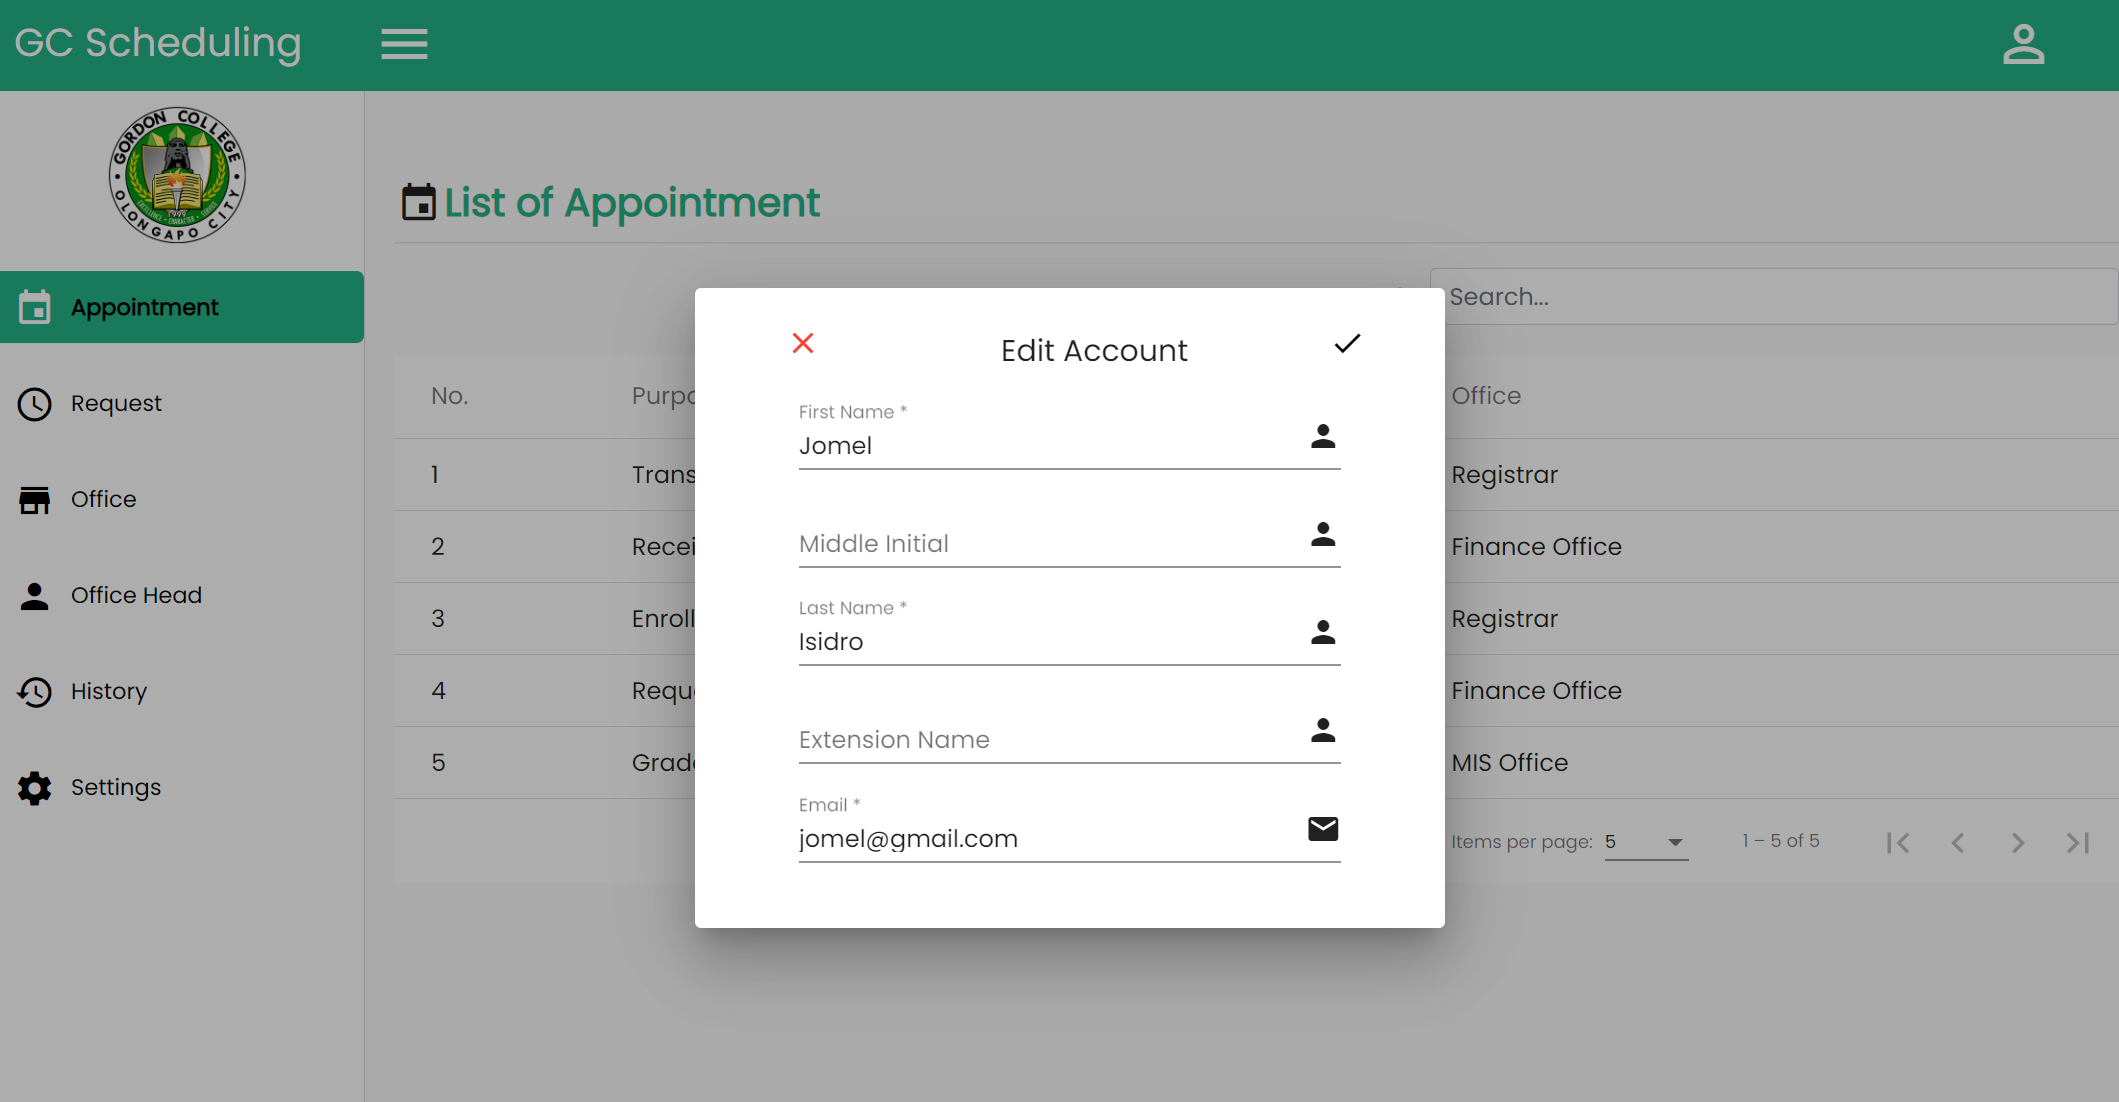 GC Scheduling
GORDON COLLEGE
OLONGAPO CITY
1999
Appointment
Request
Office
Office Head
History
Settings
List of Appointment
Search...
No. Purpo Office
1 Trans Registrar
2 Recei Finance Office
3 Enroll Registrar
4 Reque Finance Office
5 Grade MIS Office
Items per page: 5 1 – 5 of 5
Edit Account
First Name *
Jomel
Middle Initial
Last Name *
Isidro
Extension Name
Email *
jomel@gmail.com